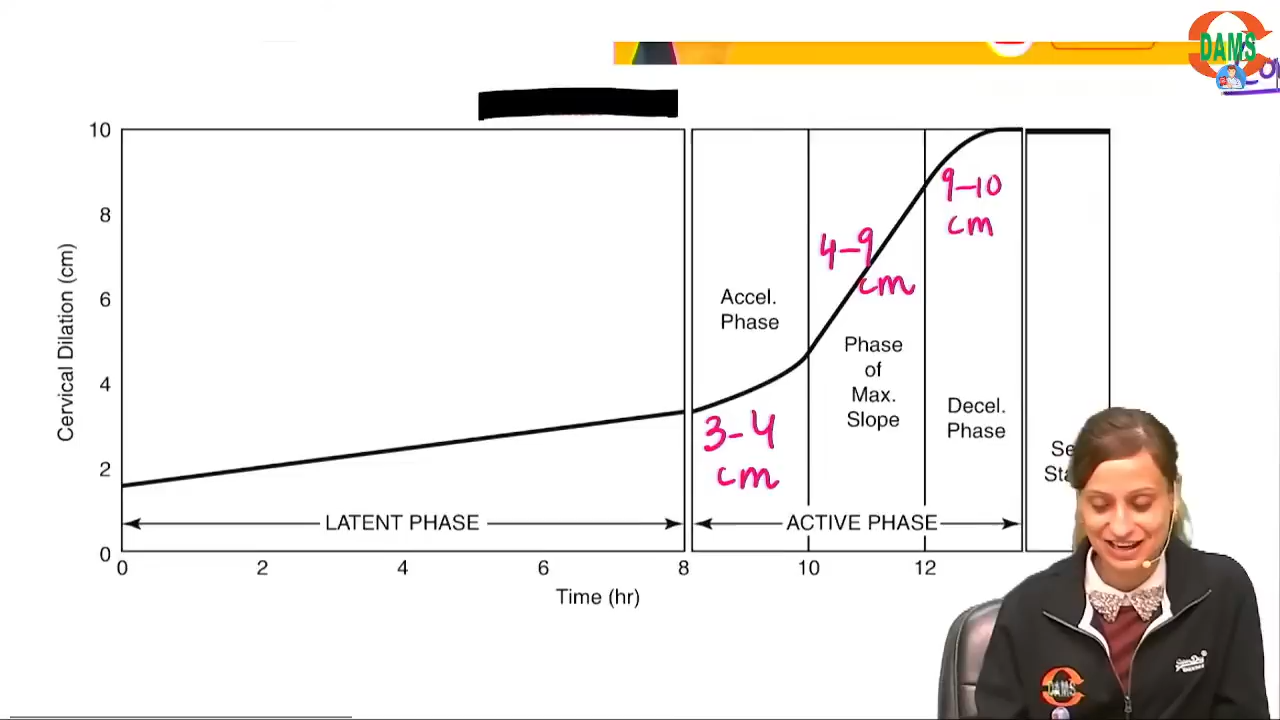 DAMS
10
8
6
4
2
0
Cervical Dilation (cm)
Accel.
Phase
3-4
cm
4-9
cm
Phase
of
Max.
Slope
9-10
cm
Decel.
Phase
LATENT PHASE
ACTIVE PHASE
0 2 4 6 8 10 12
Time (hr)
DAMS